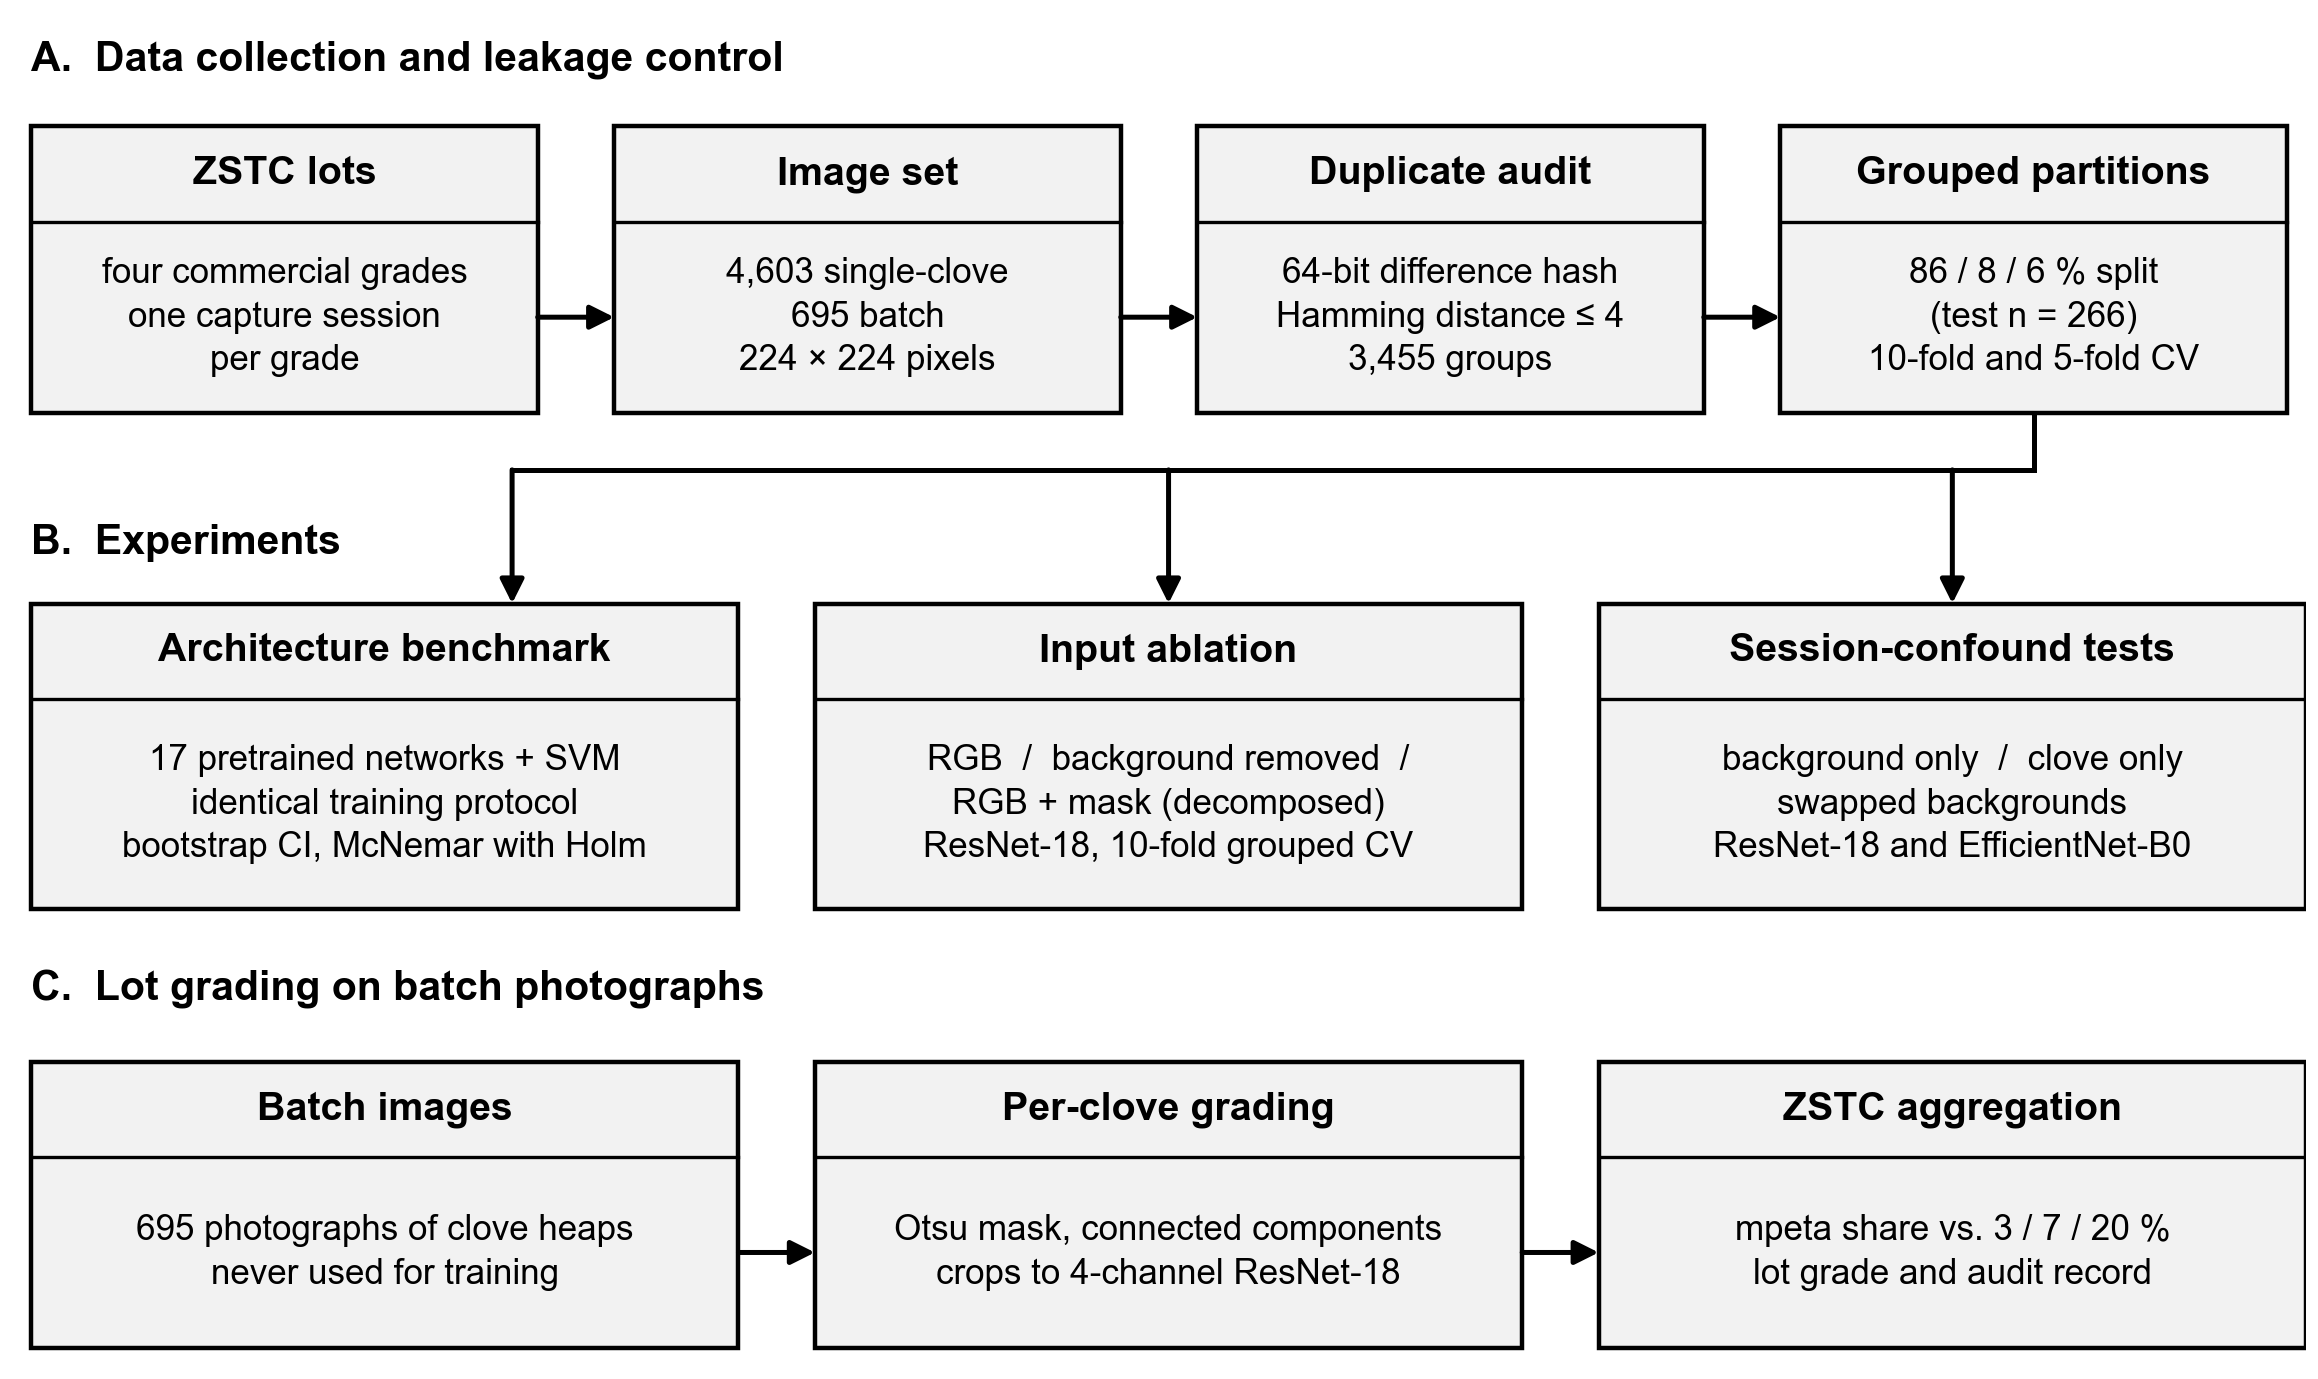 A. Data collection and leakage control
ZSTC lots
four commercial grades
one capture session
per grade
Image set
4,603 single-clove
695 batch
224 × 224 pixels
Duplicate audit
64-bit difference hash
Hamming distance ≤ 4
3,455 groups
Grouped partitions
86 / 8 / 6 % split
(test n = 266)
10-fold and 5-fold CV
B. Experiments
Architecture benchmark
17 pretrained networks + SVM
identical training protocol
bootstrap CI, McNemar with Holm
Input ablation
RGB / background removed /
RGB + mask (decomposed)
ResNet-18, 10-fold grouped CV
Session-confound tests
background only / clove only
swapped backgrounds
ResNet-18 and EfficientNet-B0
C. Lot grading on batch photographs
Batch images
695 photographs of clove heaps
never used for training
Per-clove grading
Otsu mask, connected components
crops to 4-channel ResNet-18
ZSTC aggregation
mpeta share vs. 3 / 7 / 20 %
lot grade and audit record